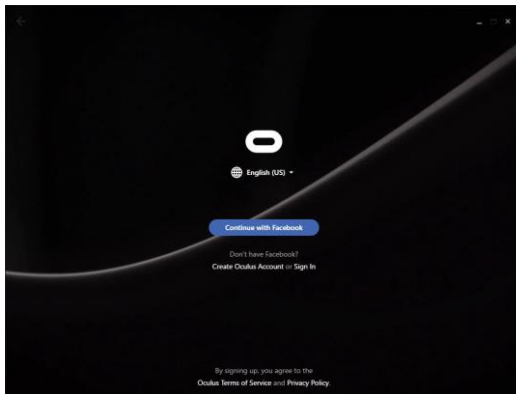 English (US)
Continue with Facebook
Don't have Facebook?
Create Oculus Account or Sign In
By signing up, you agree to the
Oculus Terms of Service and Privacy Policy.